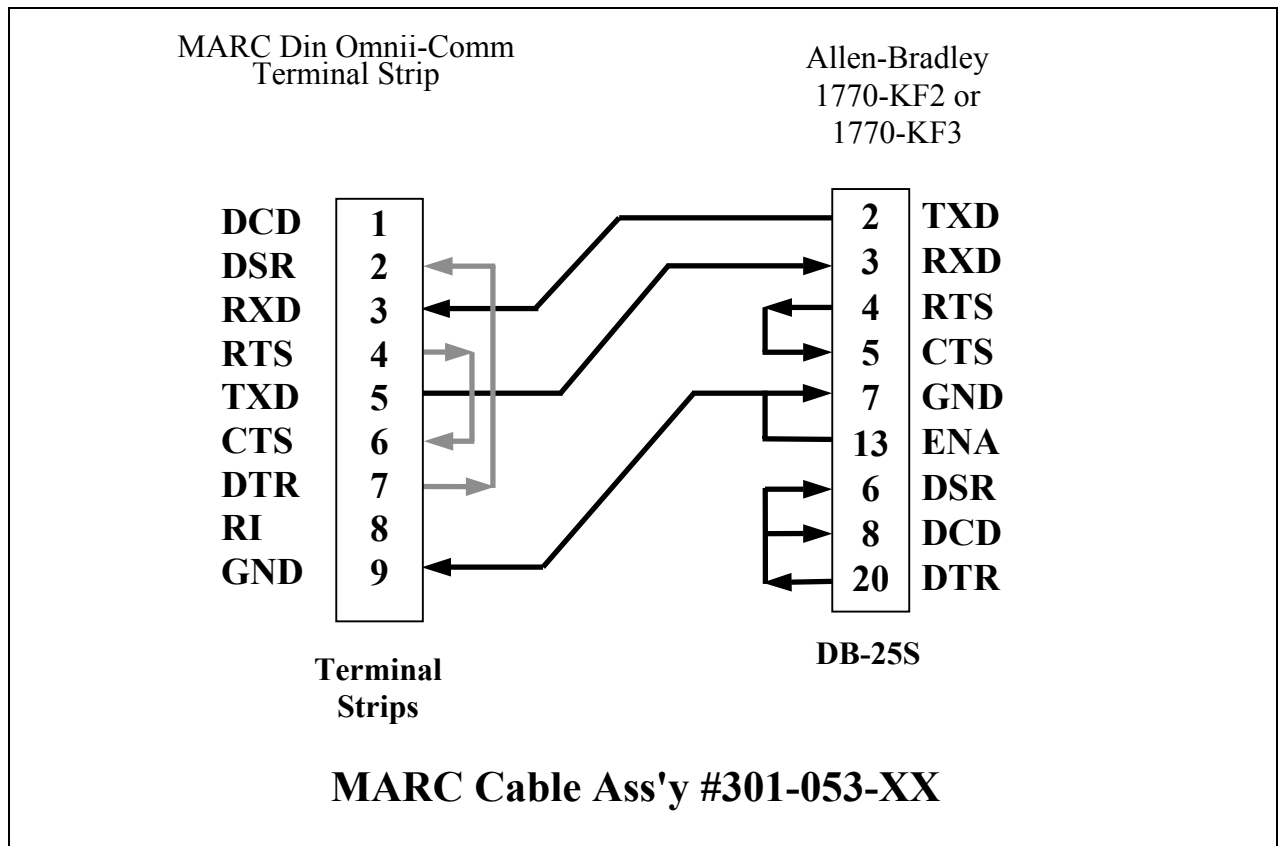 MARC Din Omnii-Comm
Terminal Strip
Allen-Bradley
1770-KF2 or
1770-KF3
DCD 1
DSR 2
RXD 3
RTS 4
TXD 5
CTS 6
DTR 7
RI 8
GND 9
2 TXD
3 RXD
4 RTS
5 CTS
7 GND
13 ENA
6 DSR
8 DCD
20 DTR
Terminal
Strips
DB-25S
MARC Cable Ass'y #301-053-XX